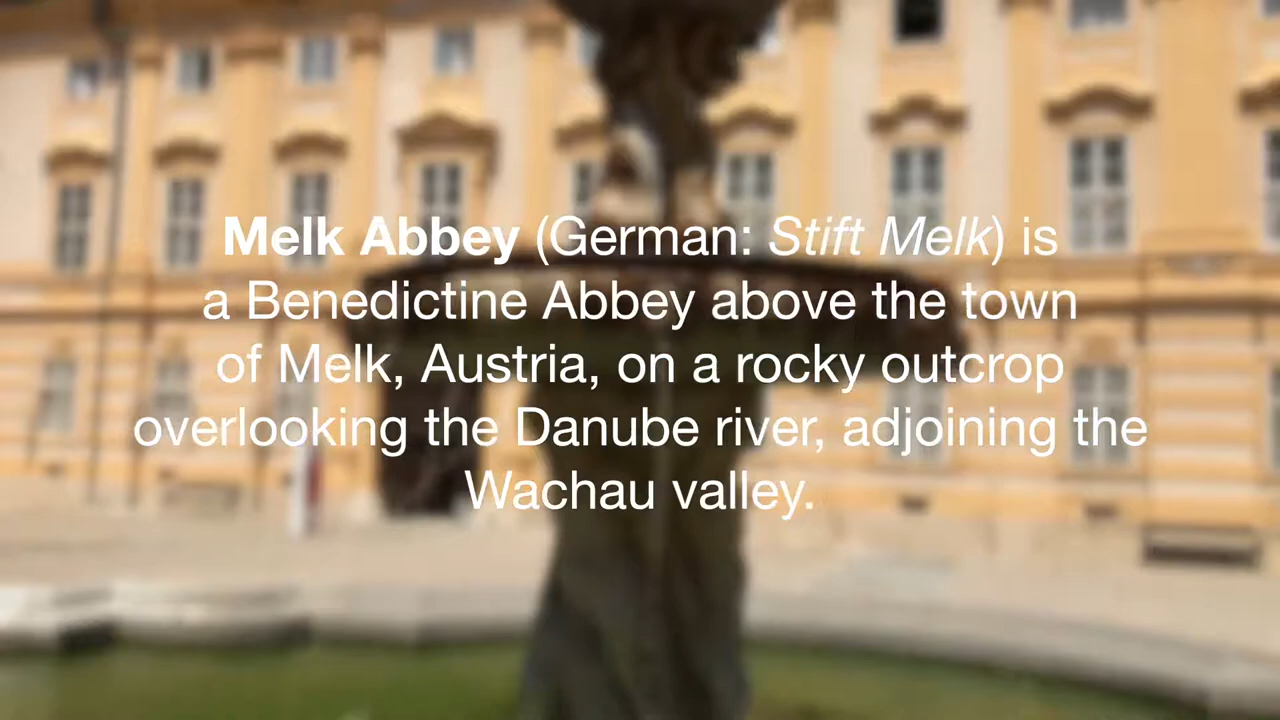 Melk Abbey (German: Stift Melk) is
a Benedictine Abbey above the town
of Melk, Austria, on a rocky outcrop
overlooking the Danube river, adjoining the
Wachau valley.